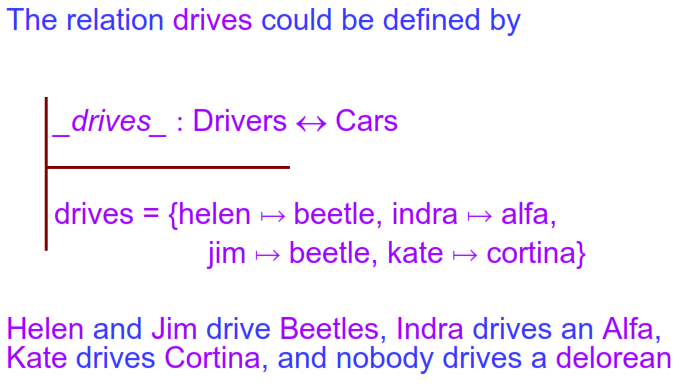 The relation drives could be defined by
_drives_ : Drivers ↔ Cars
drives = {helen ↦ beetle, indra ↦ alfa,
jim ↦ beetle, kate ↦ cortina}
Helen and Jim drive Beetles, Indra drives an Alfa,
Kate drives Cortina, and nobody drives a delorean